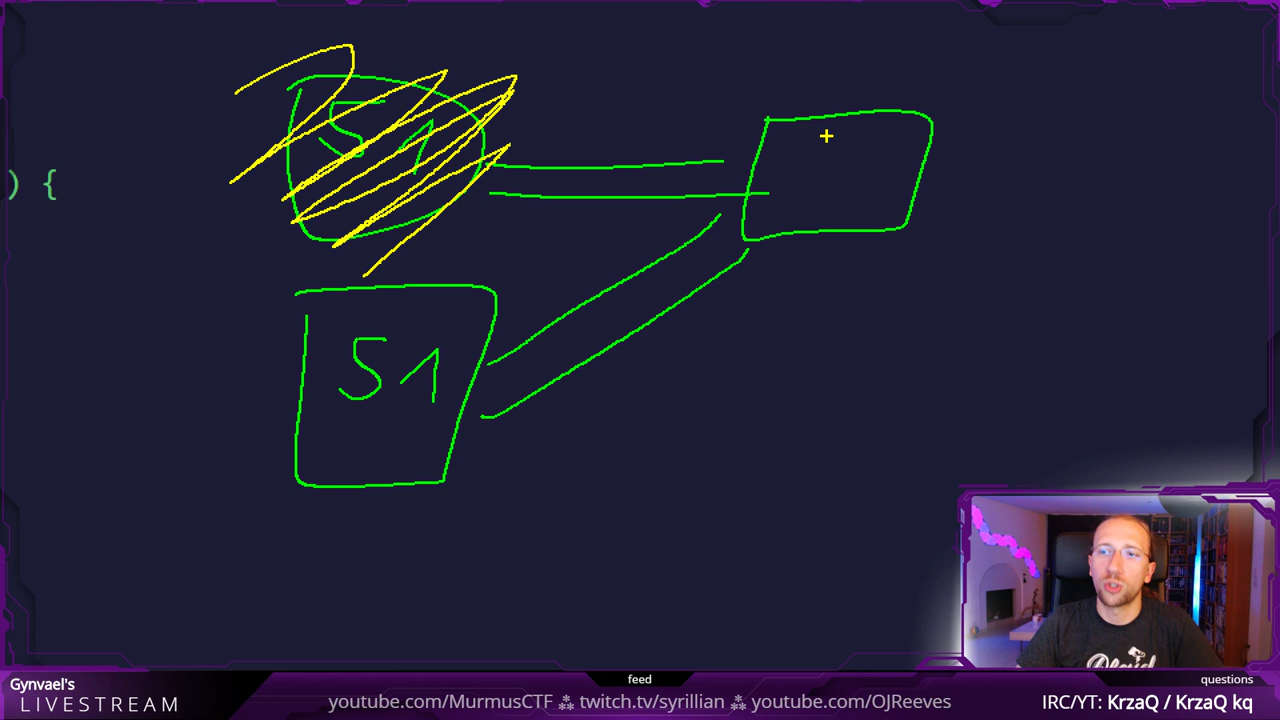 S1
) {
S1
feed
questions
Gynvael's
LIVESTREAM
youtube.com/MurmusCTF ⁂ twitch.tv/syrillian ⁂ youtube.com/OJReeves
IRC/YT: KrzaQ / KrzaQ kq